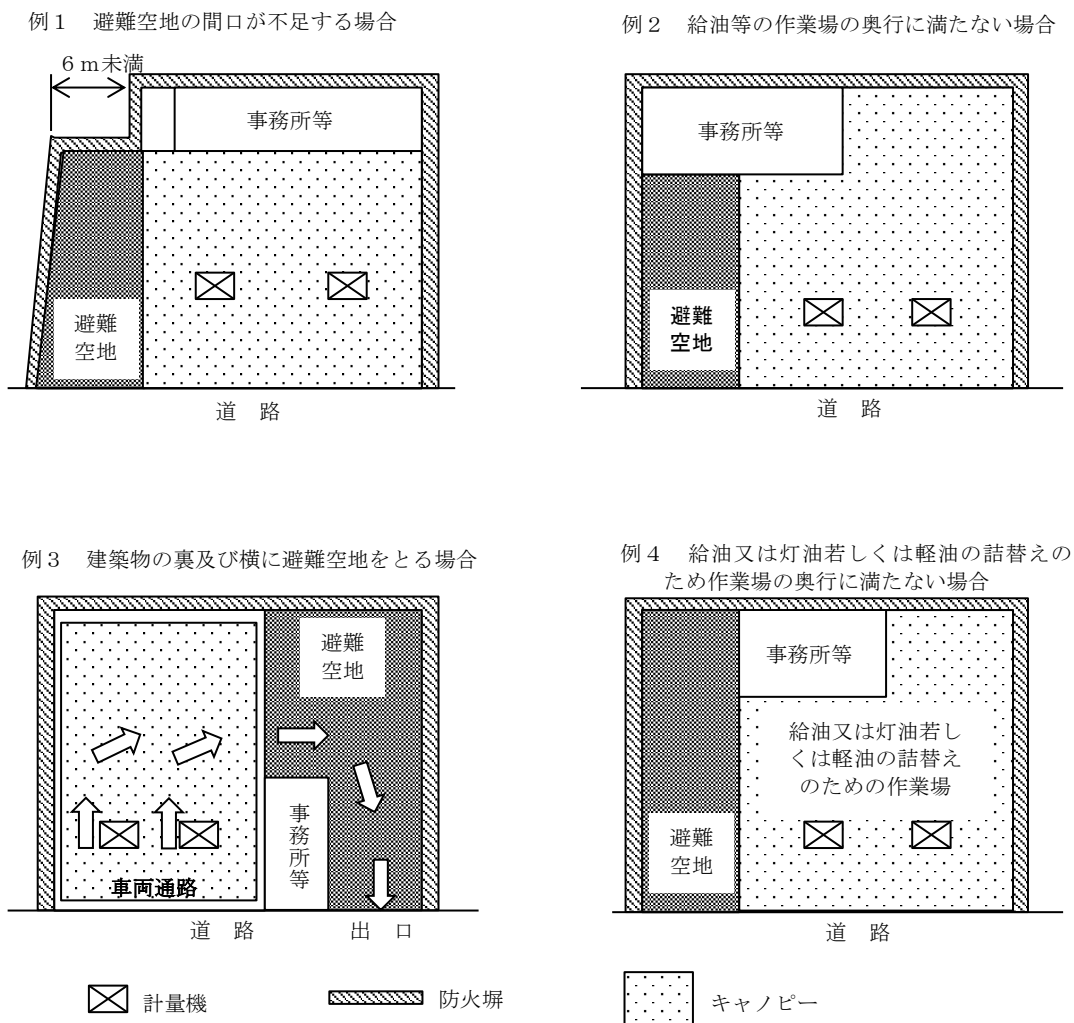 例１　避難空地の間口が不足する場合
６ｍ未満
事務所等
避難
空地
道　路
例２　給油等の作業場の奥行に満たない場合
事務所等
避難
空地
道　路
例３　建築物の裏及び横に避難空地をとる場合
避難
空地
事務所等
車両通路
道　路
出　口
例４　給油又は灯油若しくは軽油の詰替えの
ため作業場の奥行に満たない場合
事務所等
給油又は灯油若し
くは軽油の詰替え
のための作業場
避難
空地
道　路
計量機
防火塀
キャノピー